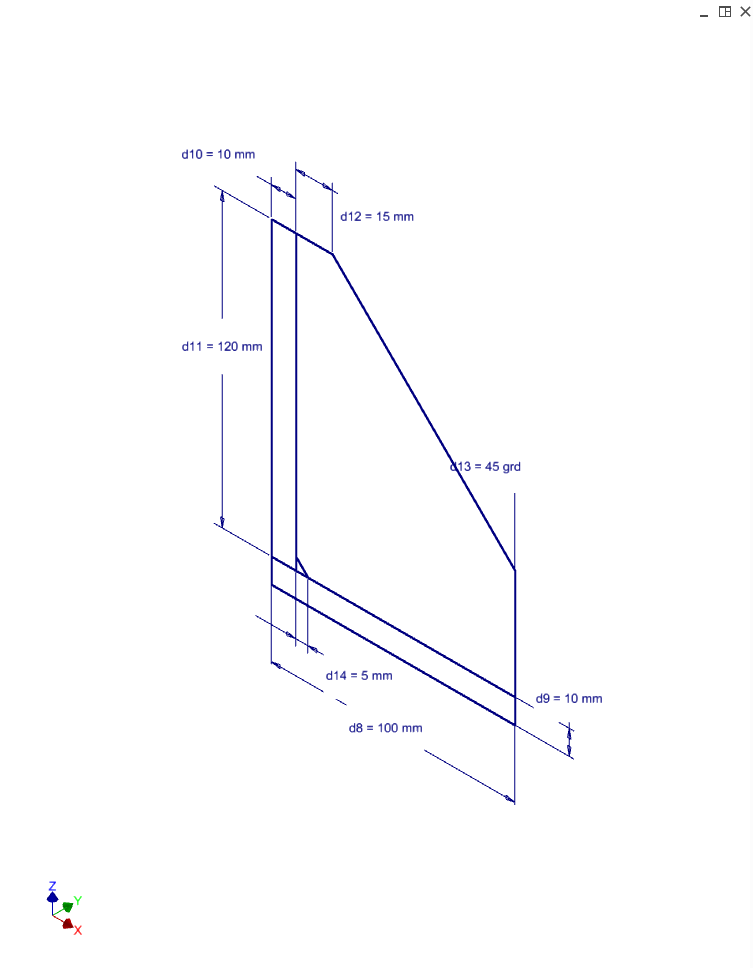 d10 = 10 mm
d12 = 15 mm
d11 = 120 mm
d13 = 45 grd
d14 = 5 mm
d9 = 10 mm
d8 = 100 mm
Z
Y
X